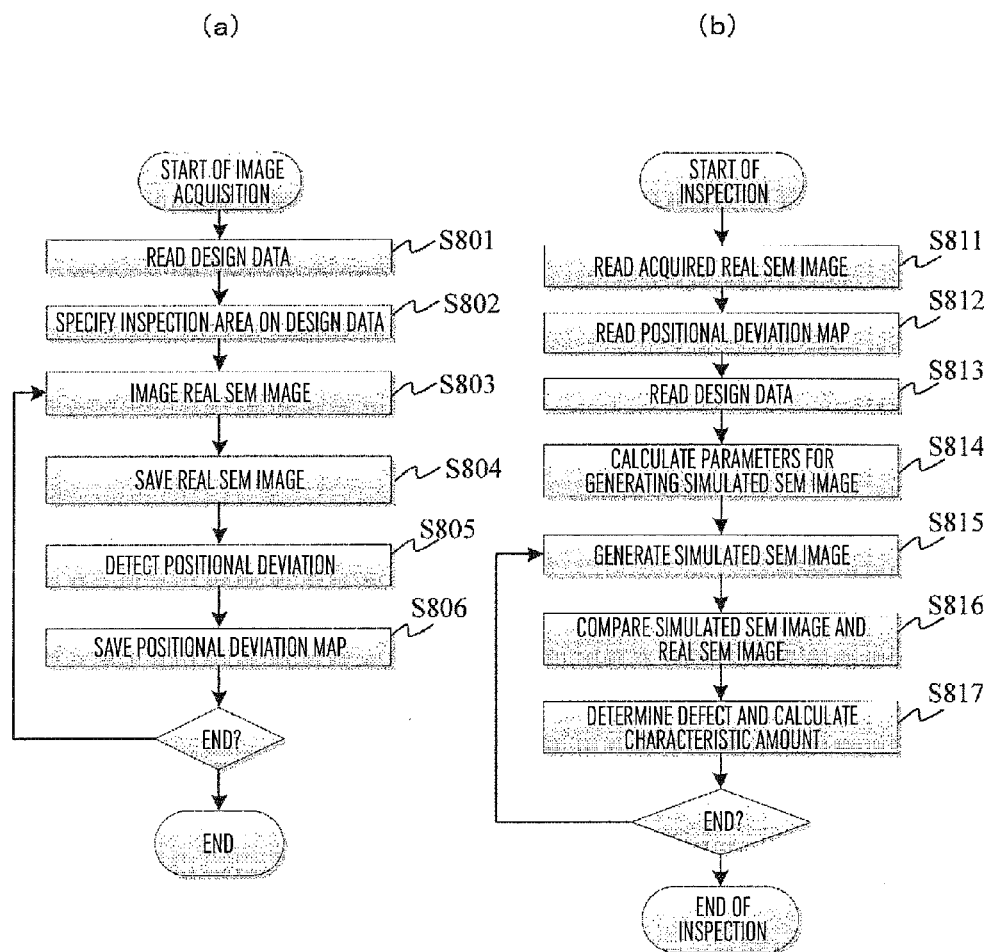 (a)
START OF IMAGE
ACQUISITION
READ DESIGN DATA
S801
SPECIFY INSPECTION AREA ON DESIGN DATA
S802
IMAGE REAL SEM IMAGE
S803
SAVE REAL SEM IMAGE
S804
DETECT POSITIONAL DEVIATION
S805
SAVE POSITIONAL DEVIATION MAP
S806
END?
END
(b)
START OF
INSPECTION
READ ACQUIRED REAL SEM IMAGE
S811
READ POSITIONAL DEVIATION MAP
S812
READ DESIGN DATA
S813
CALCULATE PARAMETERS FOR
GENERATING SIMULATED SEM IMAGE
S814
GENERATE SIMULATED SEM IMAGE
S815
COMPARE SIMULATED SEM IMAGE AND
REAL SEM IMAGE
S816
DETERMINE DEFECT AND CALCULATE
CHARACTERISTIC AMOUNT
S817
END?
END OF
INSPECTION